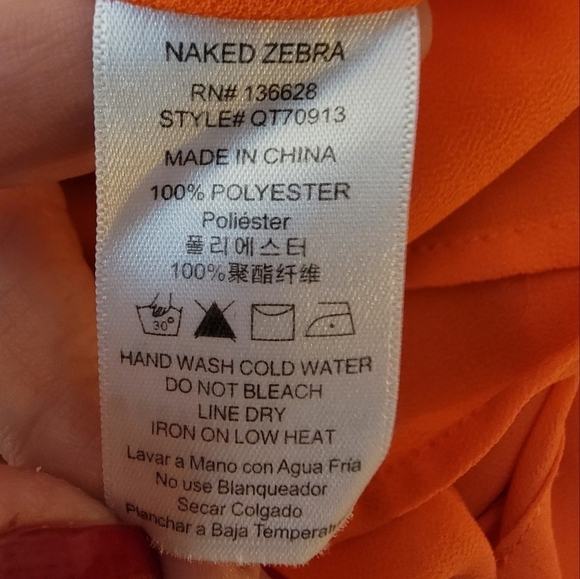 NAKED ZEBRA
RN# 136628
STYLE# QT70913
MADE IN CHINA
100% POLYESTER
Poliéster
폴리에스터
100%聚酯纤维
30°
HAND WASH COLD WATER
DO NOT BLEACH
LINE DRY
IRON ON LOW HEAT
Lavar a Mano con Agua Fría
No use Blanqueador
Secar Colgado
Planchar a Baja